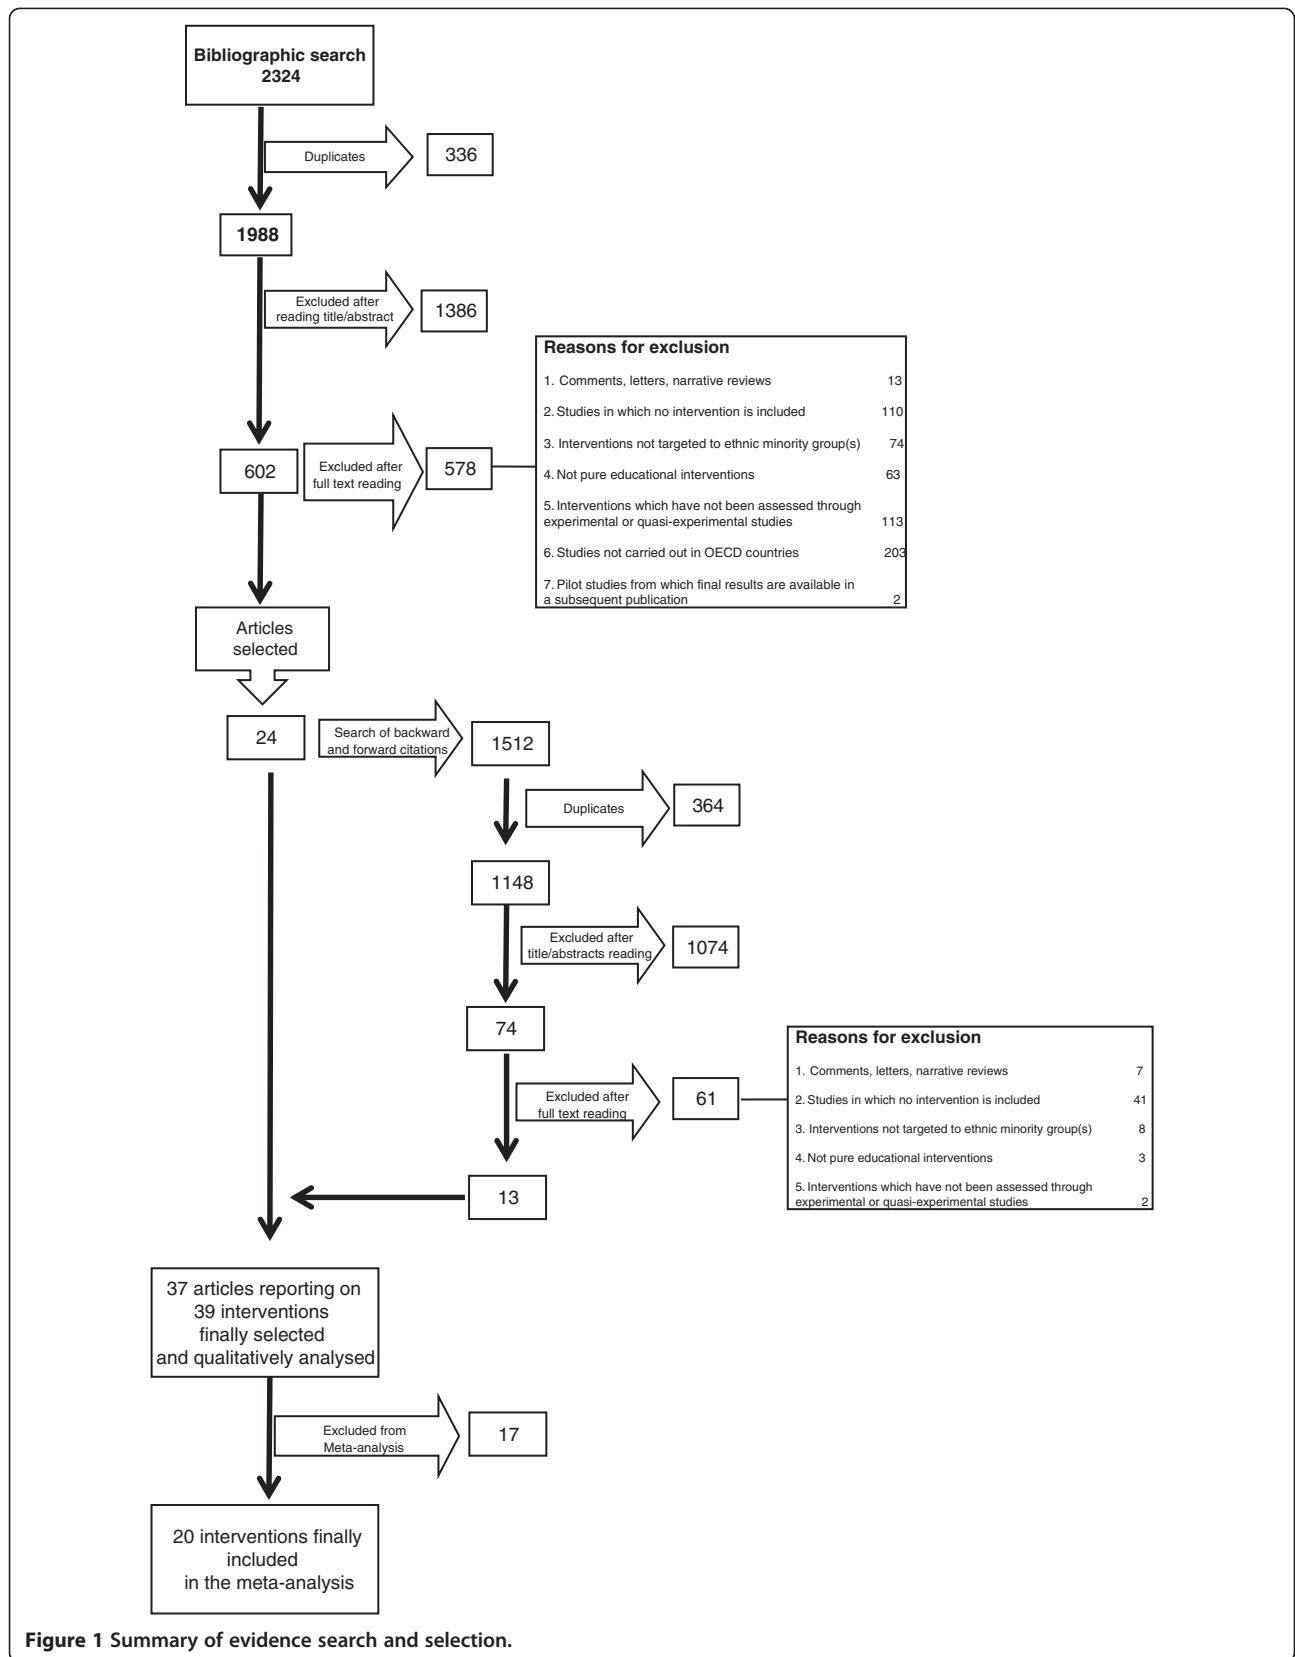 Bibliographic search
2324
Duplicates
336
1988
Excluded after
reading title/abstract
1386
602
Excluded after
full text reading
578
Reasons for exclusion
1. Comments, letters, narrative reviews 13
2. Studies in which no intervention is included 110
3. Interventions not targeted to ethnic minority group(s) 74
4. Not pure educational interventions 63
5. Interventions which have not been assessed through
experimental or quasi-experimental studies 113
6. Studies not carried out in OECD countries 203
7. Pilot studies from which final results are available in
a subsequent publication 2
Articles
selected
24
Search of backward
and forward citations
1512
Duplicates
364
1148
Excluded after
title/abstracts reading
1074
74
Excluded after
full text reading
61
Reasons for exclusion
1. Comments, letters, narrative reviews 7
2. Studies in which no intervention is included 41
3. Interventions not targeted to ethnic minority group(s) 8
4. Not pure educational interventions 3
5. Interventions which have not been assessed through
experimental or quasi-experimental studies 2
13
37 articles reporting on
39 interventions
finally selected
and qualitatively analysed
Excluded from
Meta-analysis
17
20 interventions finally
included
in the meta-analysis
Figure 1 Summary of evidence search and selection.